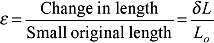 ε = Change in length / Small original length = δL / Lₒ